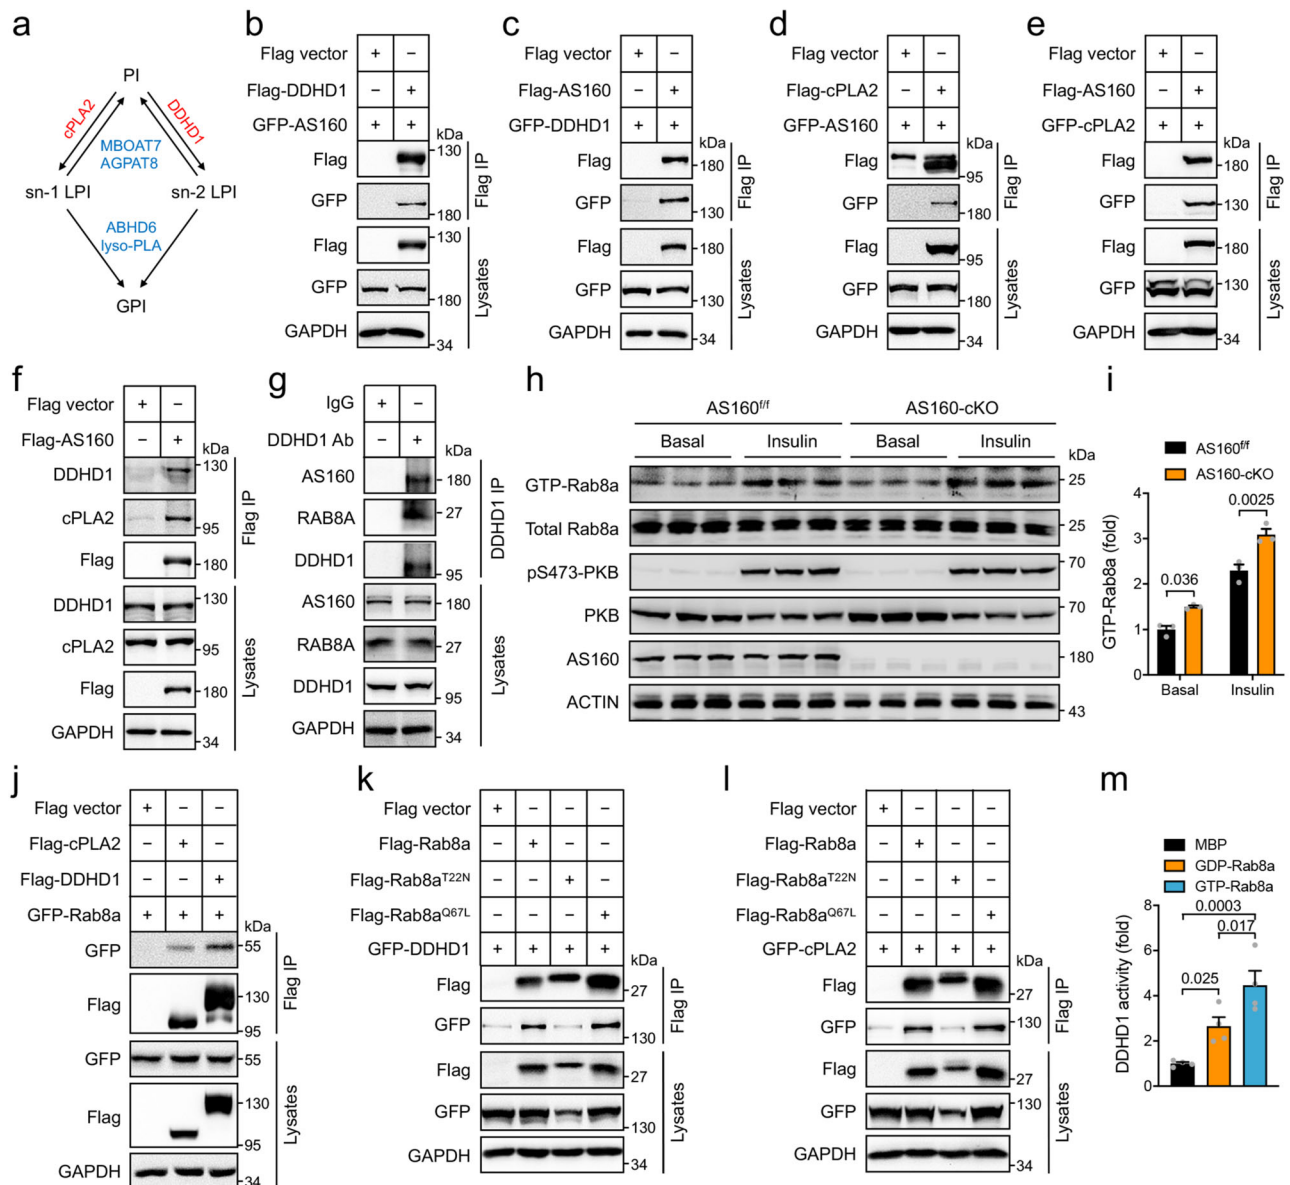 a
PI
cPLA2
DDHD1
MBOAT7
AGPAT8
sn-1 LPI
sn-2 LPI
ABHD6
lyso-PLA
GPI
b
Flag vector + −
Flag-DDHD1 − +
GFP-AS160 + +
kDa
Flag 130
GFP 180
Flag IP
Flag 130
GFP 180
GAPDH 34
Lysates
c
Flag vector + −
Flag-AS160 − +
GFP-DDHD1 + +
kDa
Flag 180
GFP 130
Flag IP
Flag 180
GFP 130
GAPDH 34
Lysates
d
Flag vector + −
Flag-cPLA2 − +
GFP-AS160 + +
kDa
Flag 95
GFP 180
Flag IP
Flag 95
GFP 180
GAPDH 34
Lysates
e
Flag vector + −
Flag-AS160 − +
GFP-cPLA2 + +
kDa
Flag 180
GFP 130
Flag IP
Flag 180
GFP 130
GAPDH 34
Lysates
f
Flag vector + −
Flag-AS160 − +
kDa
DDHD1 130
cPLA2 95
Flag 180
Flag IP
DDHD1 130
cPLA2 95
Flag 180
GAPDH 34
Lysates
g
IgG + −
DDHD1 Ab − +
kDa
AS160 180
RAB8A 27
DDHD1 95
DDHD1 IP
AS160 180
RAB8A 27
DDHD1 95
GAPDH 34
Lysates
h
AS160f/f AS160-cKO
Basal Insulin Basal Insulin
kDa
GTP-Rab8a 25
Total Rab8a 25
pS473-PKB 70
PKB 70
AS160 180
ACTIN 43
i
AS160f/f
AS160-cKO
GTP-Rab8a (fold)
4
3
2
1
0
0.036
0.0025
Basal Insulin
j
Flag vector + − −
Flag-cPLA2 − + −
Flag-DDHD1 − − +
GFP-Rab8a + + +
kDa
GFP 55
Flag 130
95
Flag IP
GFP 55
Flag 130
95
GAPDH 34
Lysates
k
Flag vector + − − −
Flag-Rab8a − + − −
Flag-Rab8aT22N − − + −
Flag-Rab8aQ67L − − − +
GFP-DDHD1 + + + +
kDa
Flag 27
GFP 130
Flag IP
Flag 27
GFP 130
GAPDH 34
Lysates
l
Flag vector + − − −
Flag-Rab8a − + − −
Flag-Rab8aT22N − − + −
Flag-Rab8aQ67L − − − +
GFP-cPLA2 + + + +
kDa
Flag 27
GFP 130
Flag IP
Flag 27
GFP 130
GAPDH 34
Lysates
m
MBP
GDP-Rab8a
GTP-Rab8a
DDHD1 activity (fold)
8
6
4
2
0
0.0003
0.017
0.025